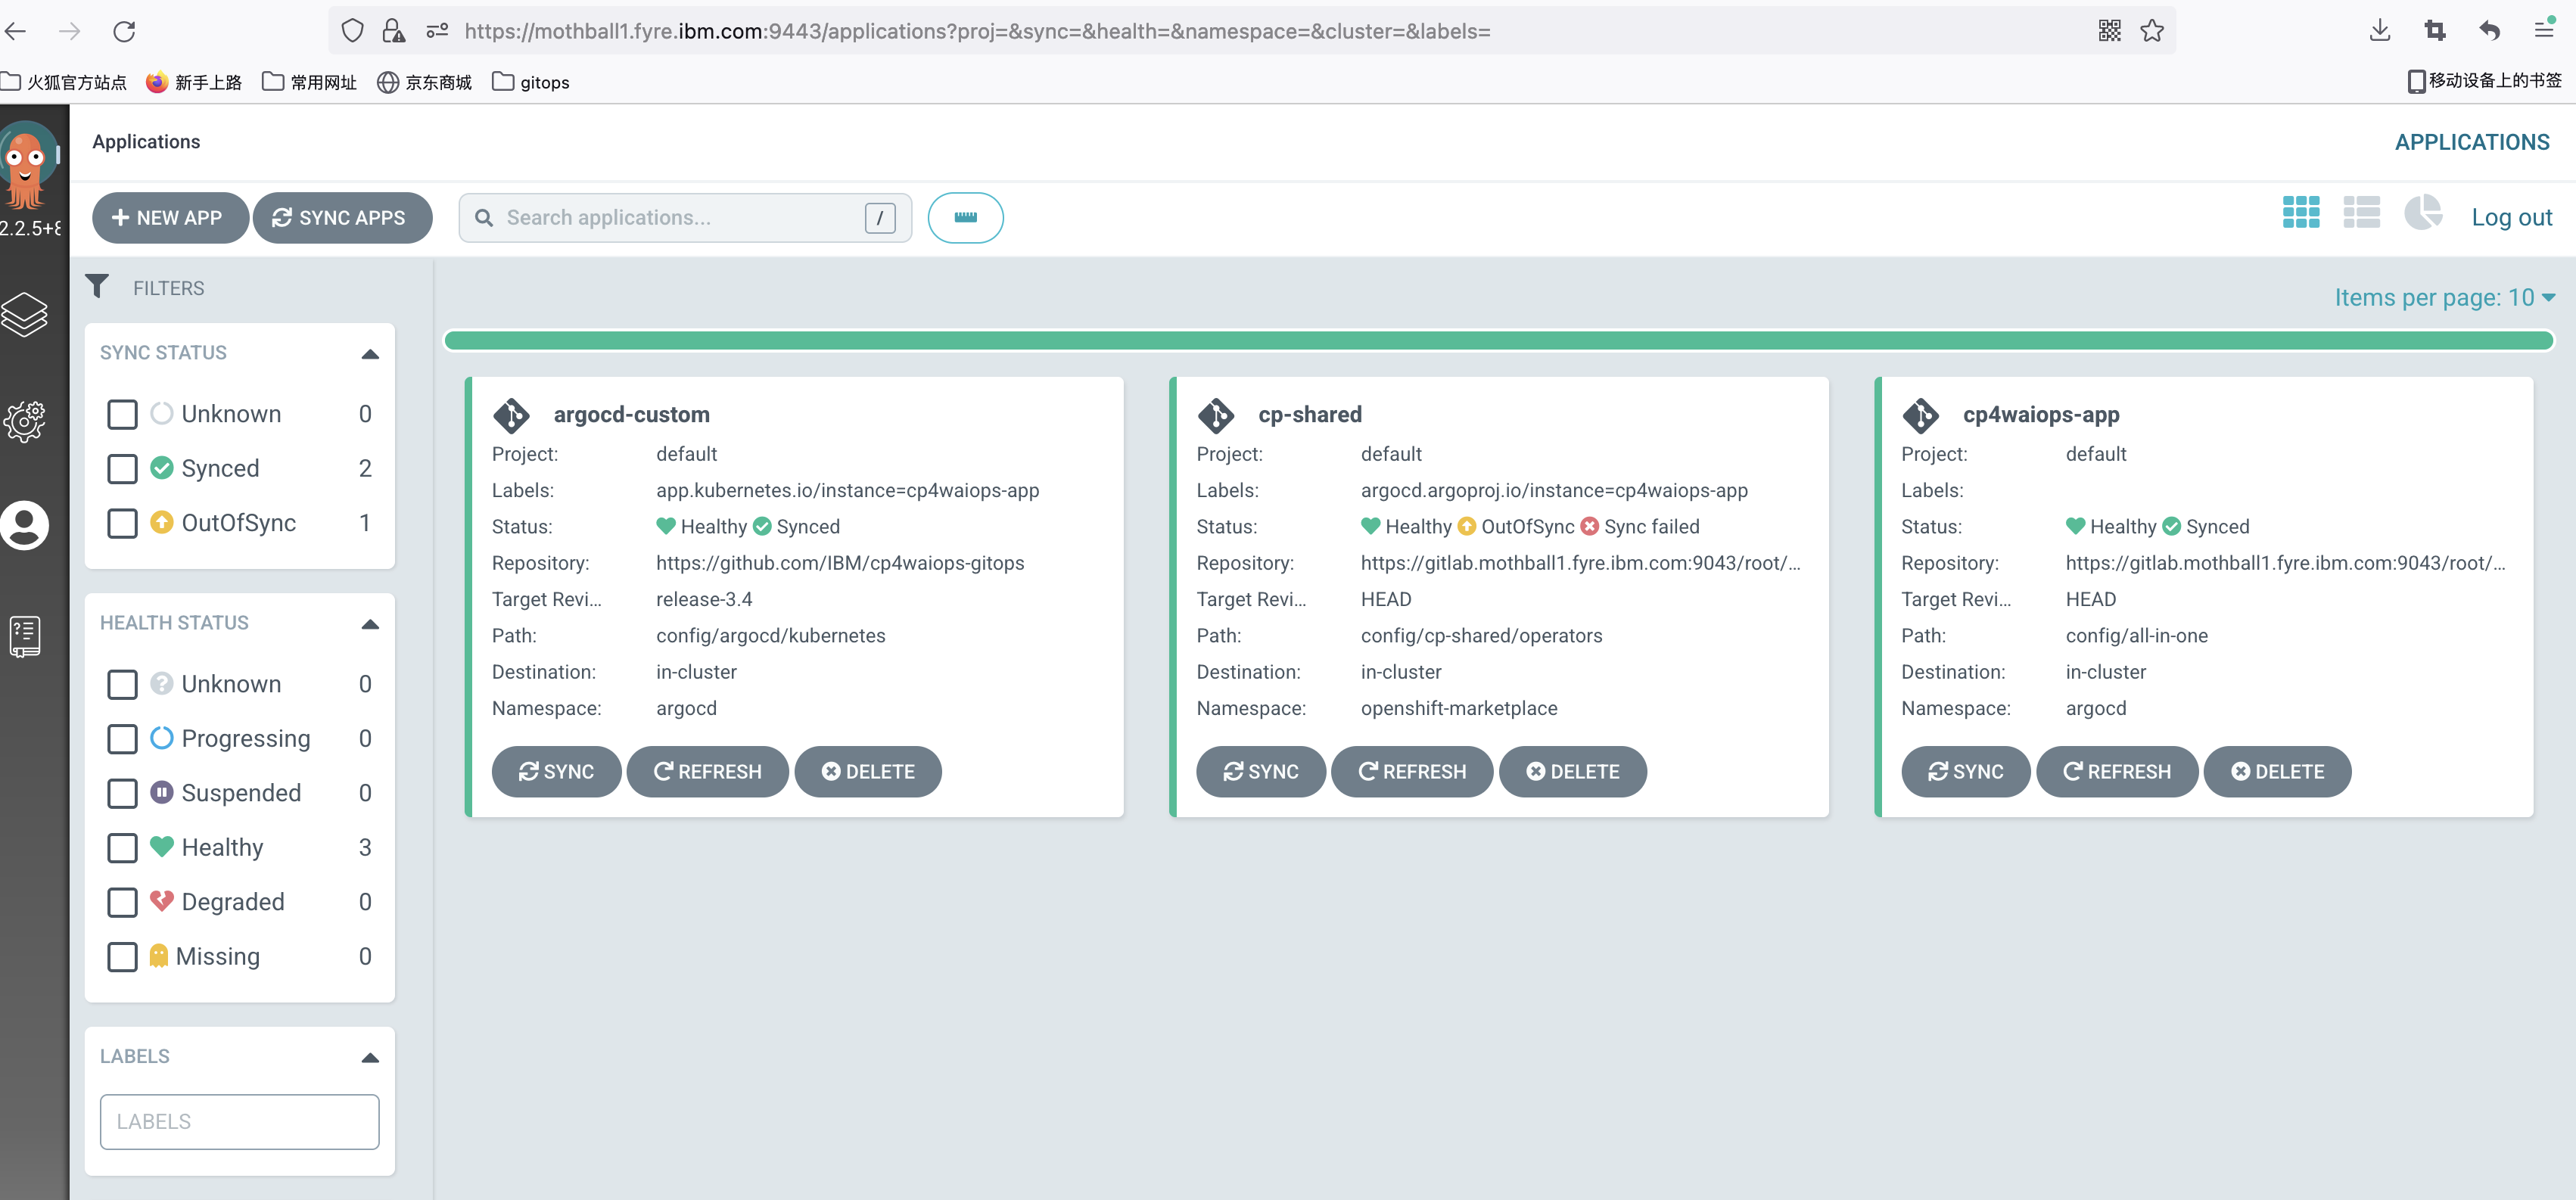 https://mothball1.fyre.ibm.com:9443/applications?proj=&sync=&health=&namespace=&cluster=&labels=
火狐官方站点 新手上路 常用网址 京东商城 gitops 移动设备上的书签
Applications APPLICATIONS
2.2.5+8
NEW APP SYNC APPS Search applications... / Log out
FILTERS
Items per page: 10
SYNC STATUS
Unknown 0
Synced 2
OutOfSync 1
HEALTH STATUS
Unknown 0
Progressing 0
Suspended 0
Healthy 3
Degraded 0
Missing 0
LABELS
LABELS
argocd-custom
Project: default
Labels: app.kubernetes.io/instance=cp4waiops-app
Status: Healthy Synced
Repository: https://github.com/IBM/cp4waiops-gitops
Target Revi... release-3.4
Path: config/argocd/kubernetes
Destination: in-cluster
Namespace: argocd
SYNC REFRESH DELETE
cp-shared
Project: default
Labels: argocd.argoproj.io/instance=cp4waiops-app
Status: Healthy OutOfSync Sync failed
Repository: https://gitlab.mothball1.fyre.ibm.com:9043/root/...
Target Revi... HEAD
Path: config/cp-shared/operators
Destination: in-cluster
Namespace: openshift-marketplace
SYNC REFRESH DELETE
cp4waiops-app
Project: default
Labels:
Status: Healthy Synced
Repository: https://gitlab.mothball1.fyre.ibm.com:9043/root/...
Target Revi... HEAD
Path: config/all-in-one
Destination: in-cluster
Namespace: argocd
SYNC REFRESH DELETE